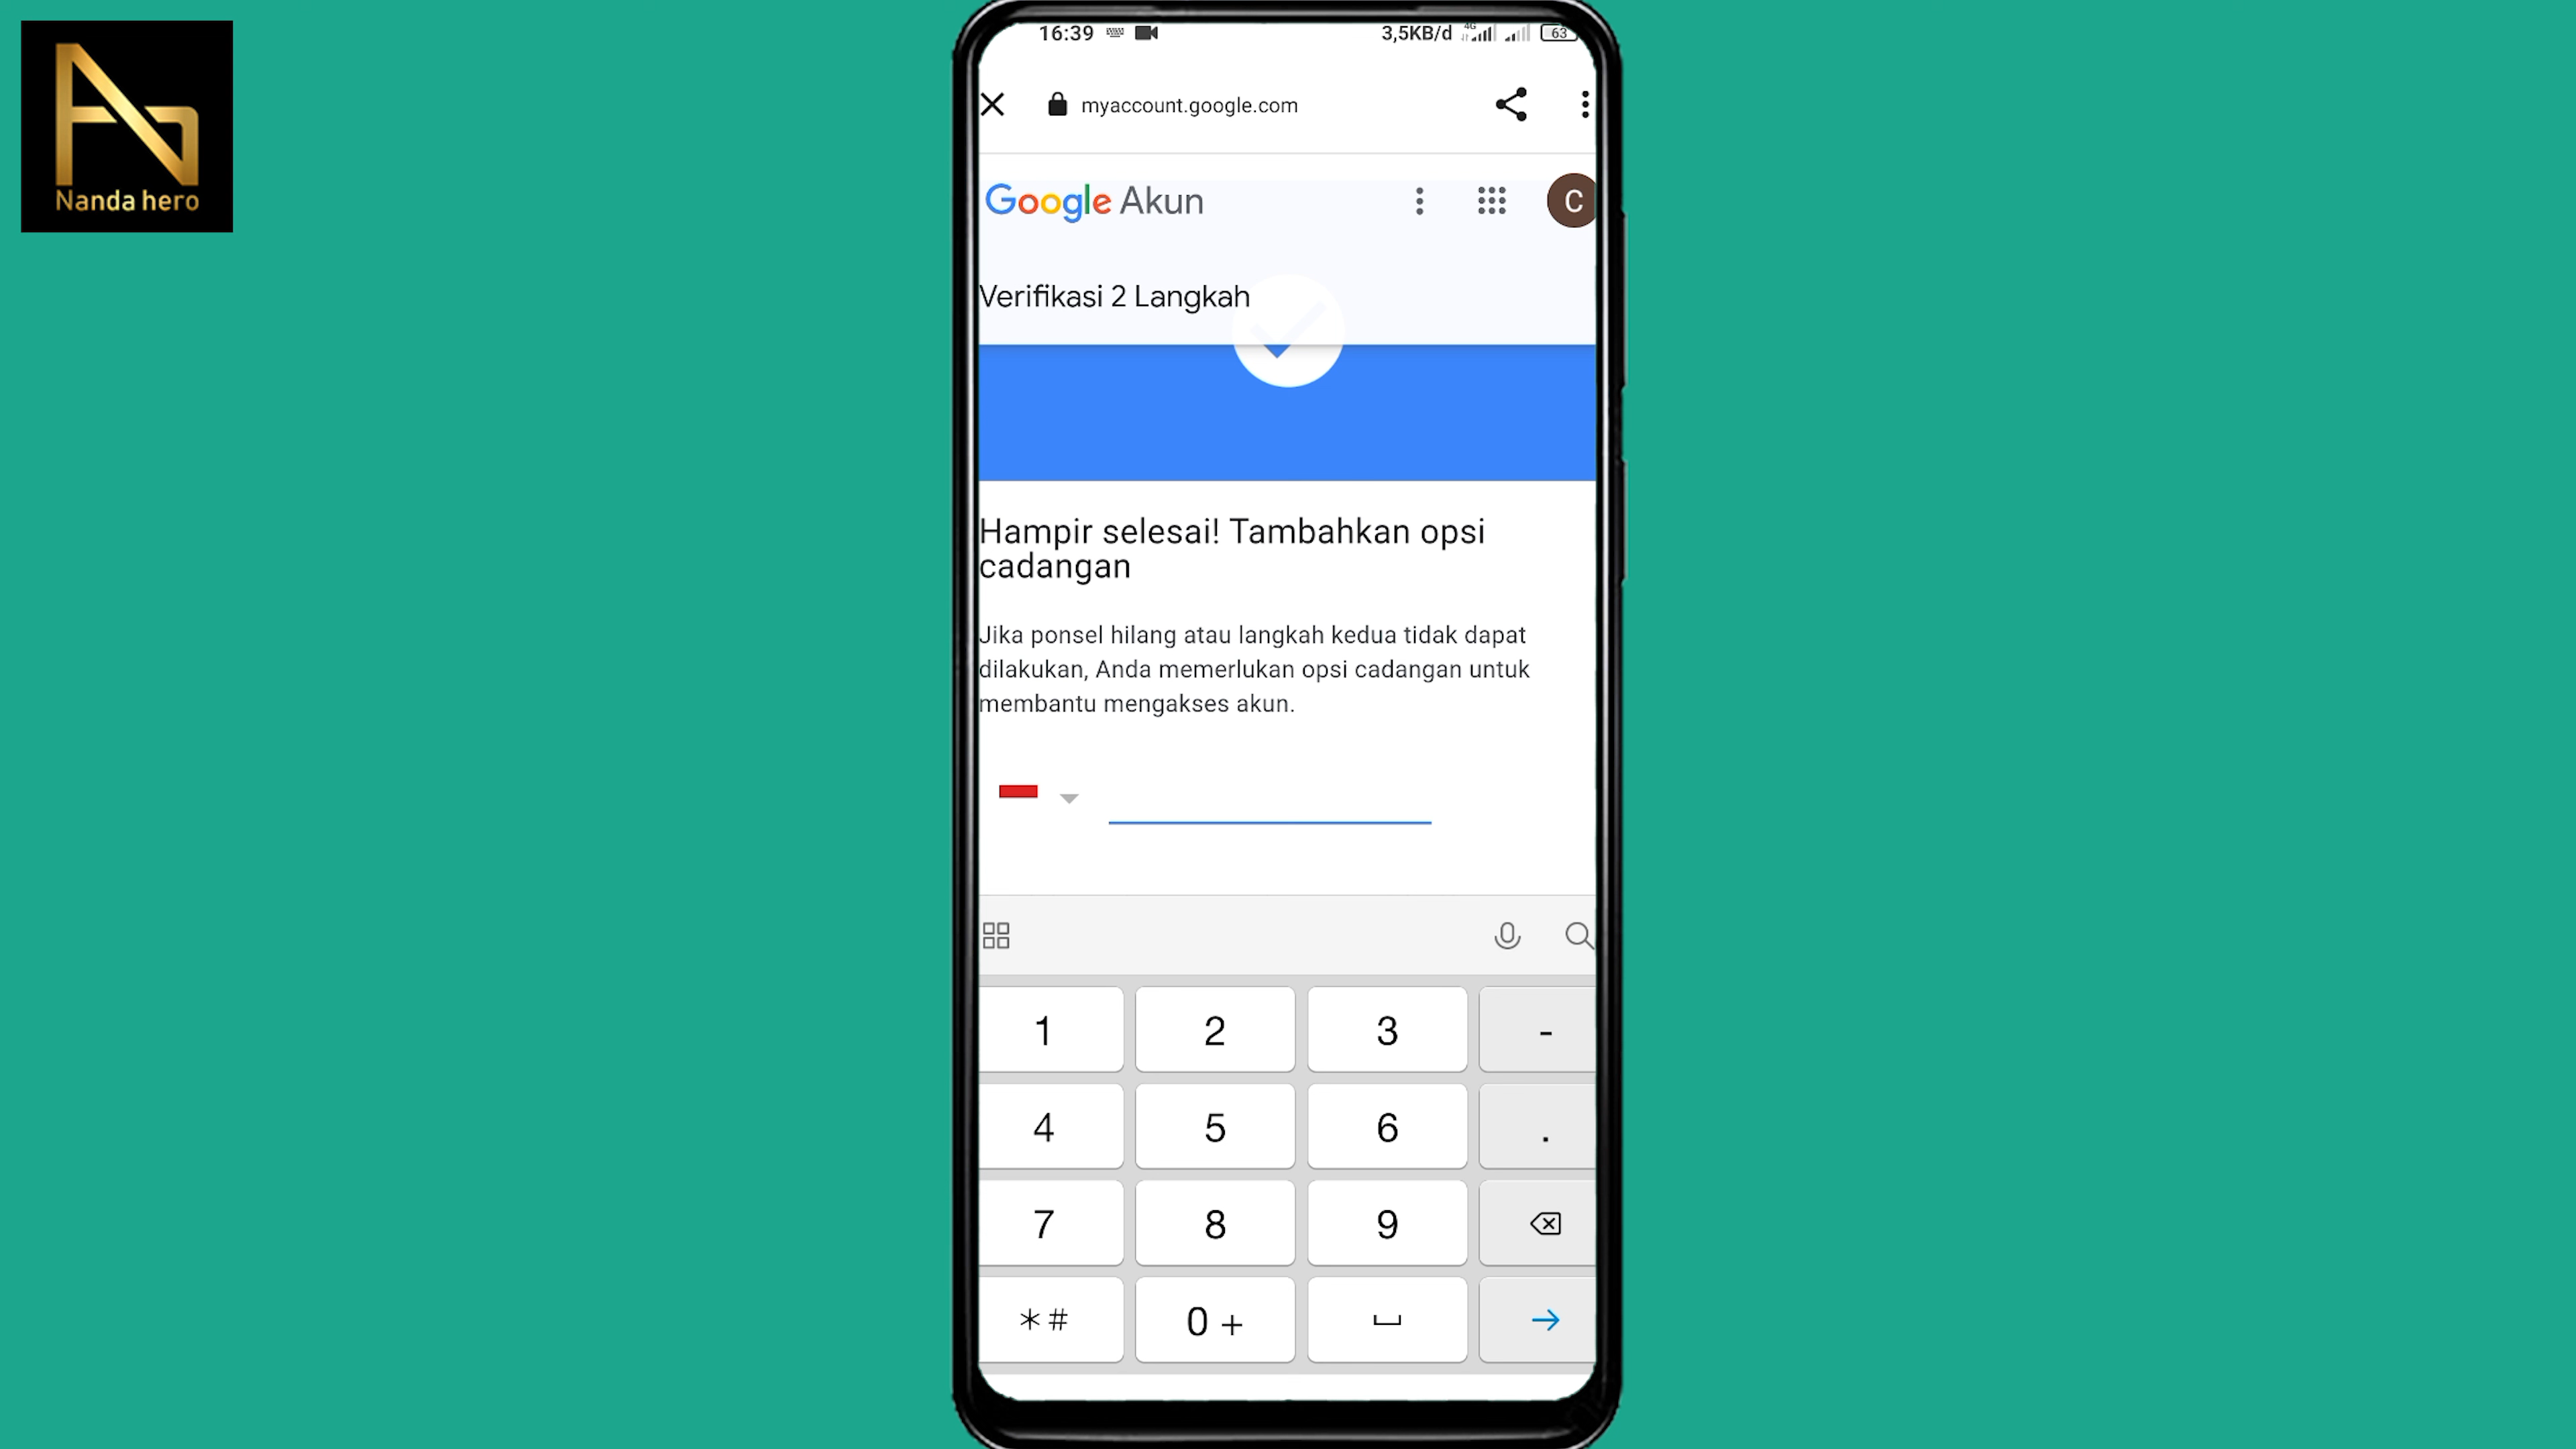 Nanda hero
16:39
3,5KB/d 4G 63
myaccount.google.com
Google Akun
C
Verifikasi 2 Langkah
Hampir selesai! Tambahkan opsi
cadangan
Jika ponsel hilang atau langkah kedua tidak dapat
dilakukan, Anda memerlukan opsi cadangan untuk
membantu mengakses akun.
1 2 3 -
4 5 6 .
7 8 9
*# 0 +